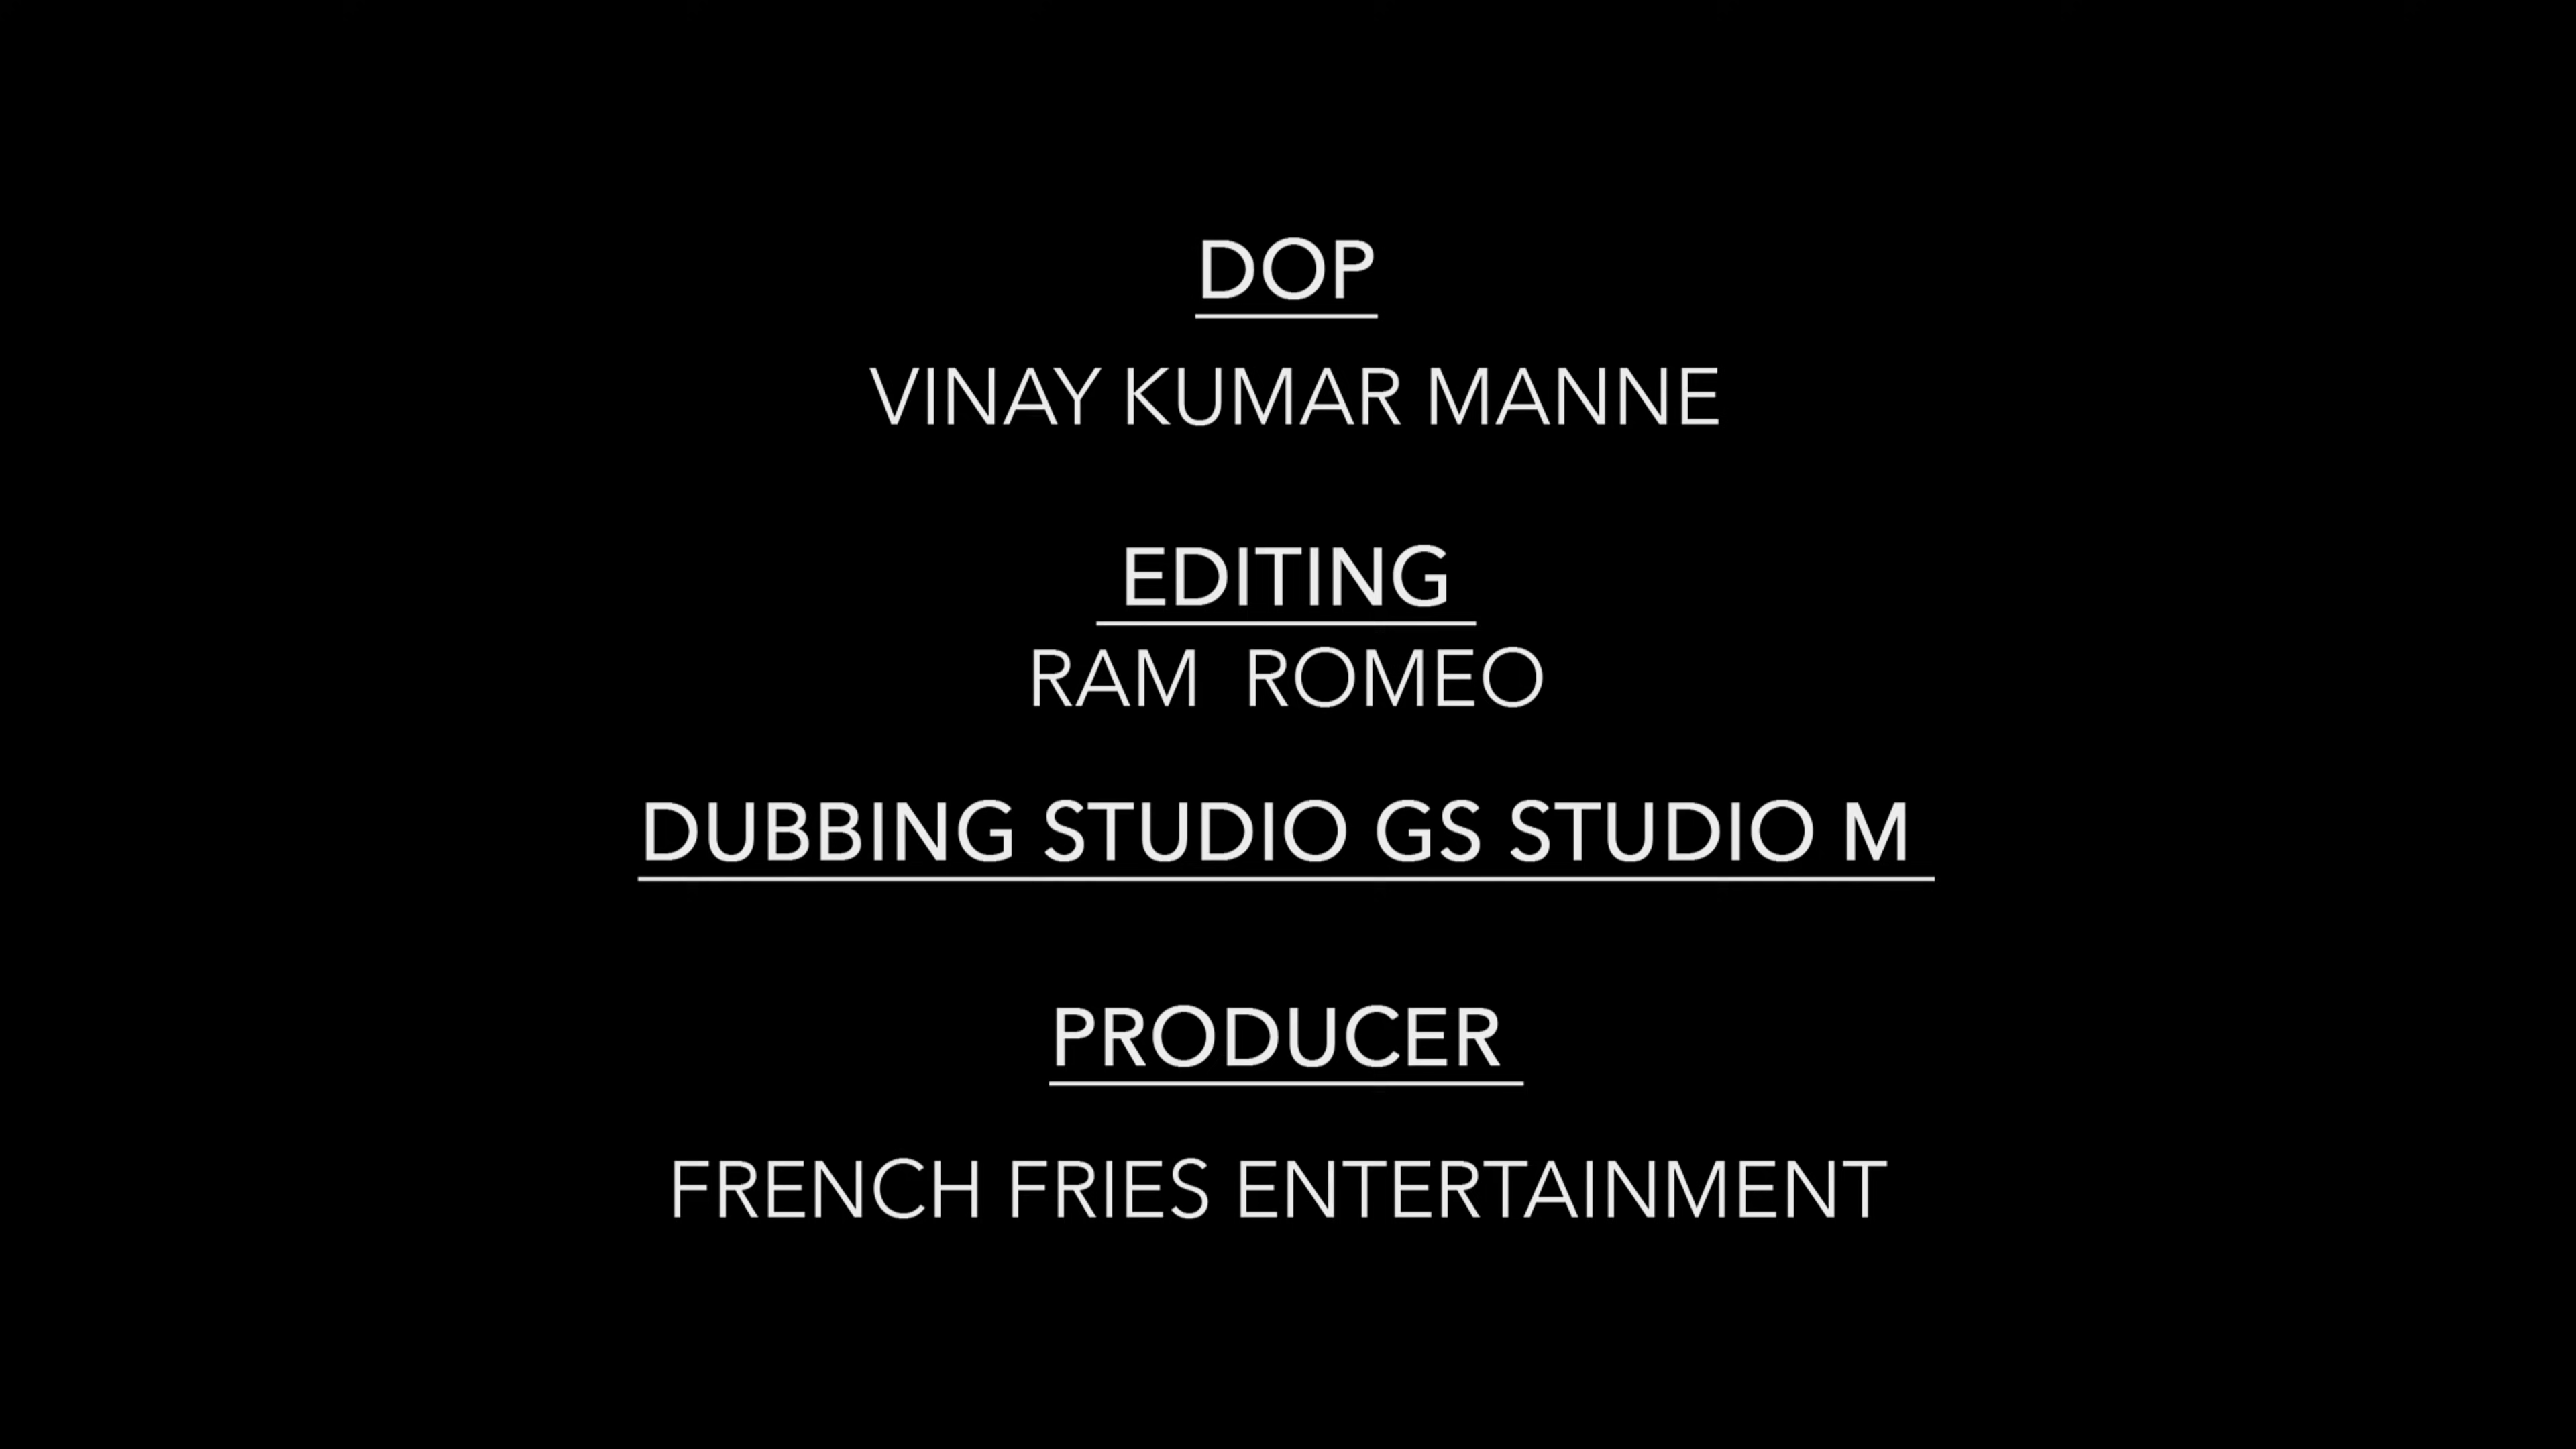 DOP
VINAY KUMAR MANNE
EDITING
RAM ROMEO
DUBBING STUDIO GS STUDIO M
PRODUCER
FRENCH FRIES ENTERTAINMENT